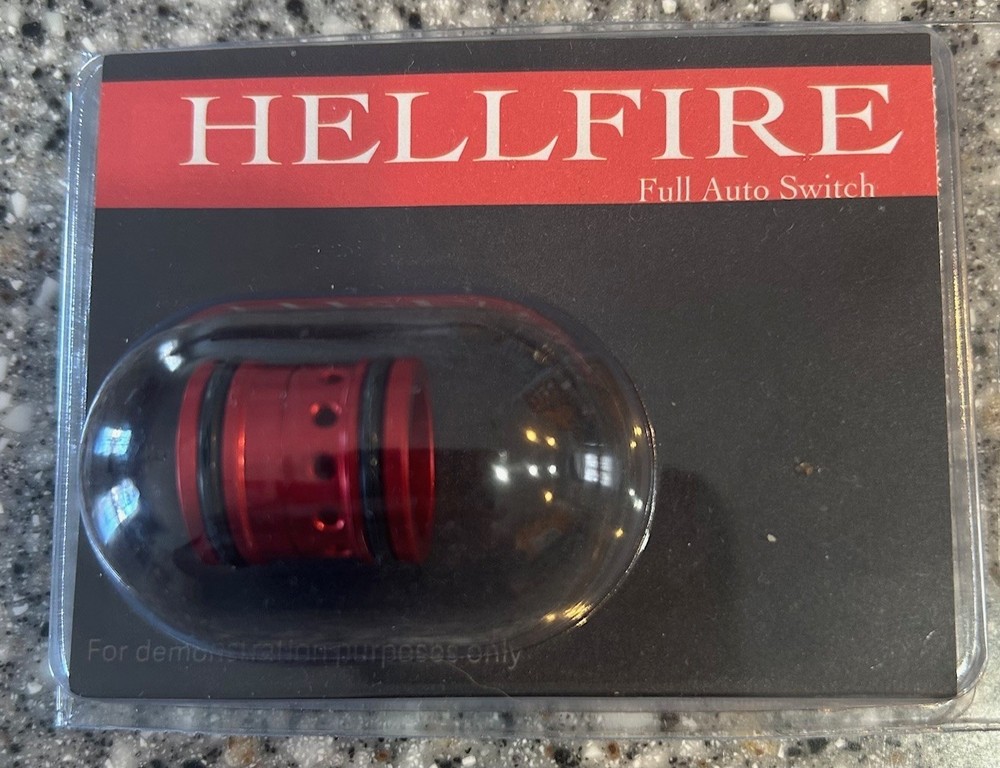 HELLFIRE
Full Auto Switch
For demonstration purposes only